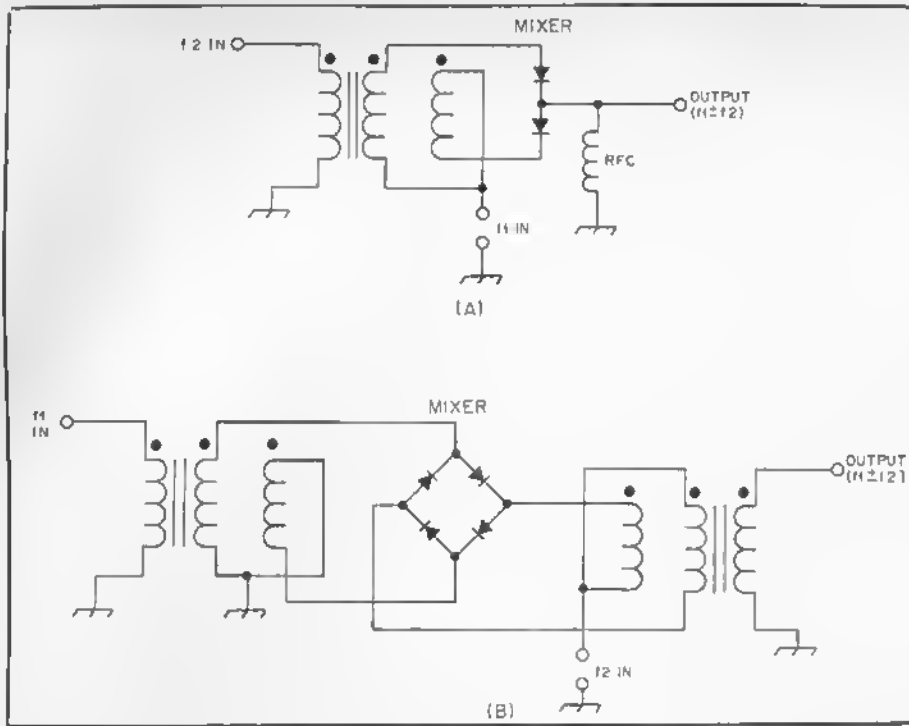 MIXER
f2 IN
OUTPUT
(f1±f2)
RFC
f1 IN
(A)
MIXER
f1
IN
OUTPUT
(f1±f2)
f2 IN
(B)